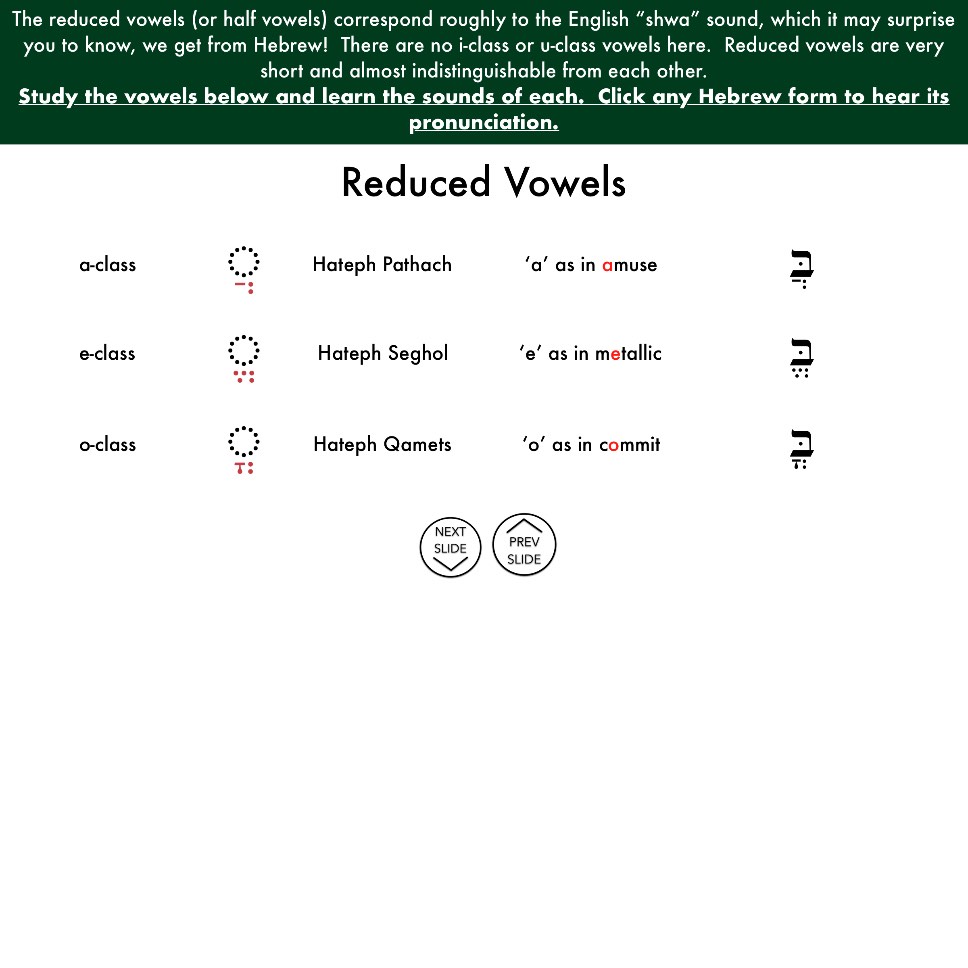 The reduced vowels (or half vowels) correspond roughly to the English “shwa” sound, which it may surprise
you to know, we get from Hebrew!  There are no i-class or u-class vowels here.  Reduced vowels are very
short and almost indistinguishable from each other.
Study the vowels below and learn the sounds of each.  Click any Hebrew form to hear its
pronunciation.
Reduced Vowels
a-class ◌ֲ Hateph Pathach ‘a’ as in amuse בֲּ
e-class ◌ֱ Hateph Seghol ‘e’ as in metallic בֱּ
o-class ◌ֳ Hateph Qamets ‘o’ as in commit בֳּ
NEXT
SLIDE
PREV
SLIDE